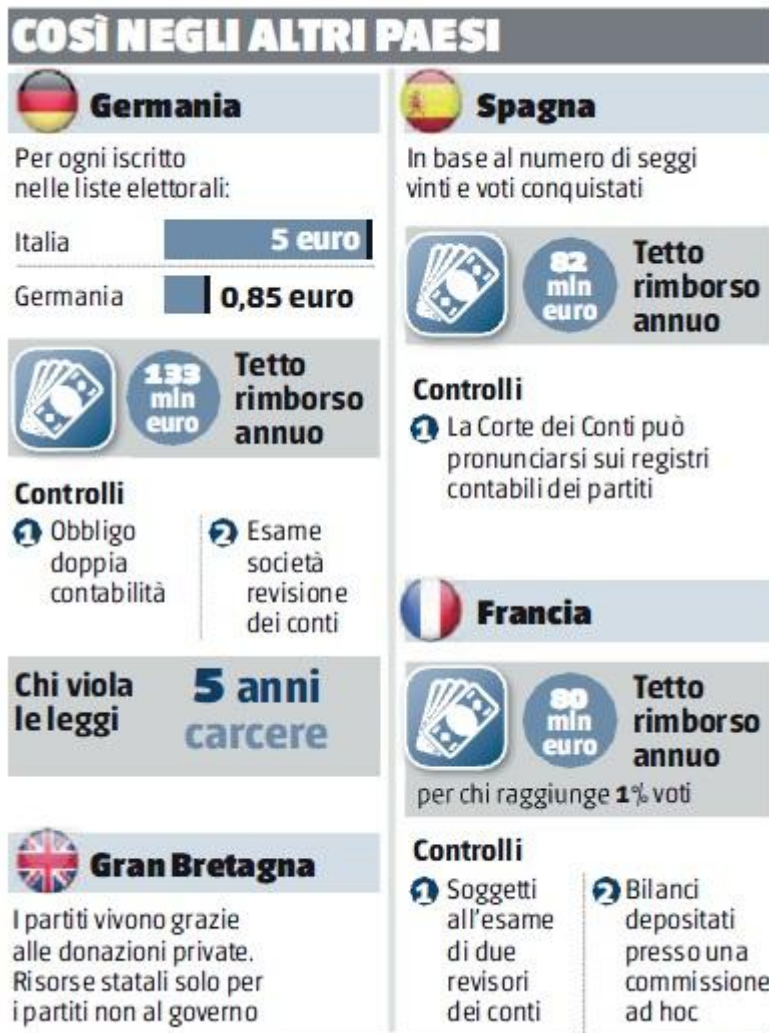 COSÌ NEGLI ALTRI PAESI
Germania
Per ogni iscritto
nelle liste elettorali:
Italia 5 euro
Germania 0,85 euro
133
mln
euro
Tetto
rimborso
annuo
Controlli
1 Obbligo
doppia
contabilità
2 Esame
società
revisione
dei conti
Chi viola
le leggi
5 anni
carcere
Gran Bretagna
I partiti vivono grazie
alle donazioni private.
Risorse statali solo per
i partiti non al governo
Spagna
In base al numero di seggi
vinti e voti conquistati
82
mln
euro
Tetto
rimborso
annuo
Controlli
1 La Corte dei Conti può
pronunciarsi sui registri
contabili dei partiti
Francia
80
mln
euro
Tetto
rimborso
annuo
per chi raggiunge 1% voti
Controlli
1 Soggetti
all'esame
di due
revisori
dei conti
2 Bilanci
depositati
presso una
commissione
ad hoc